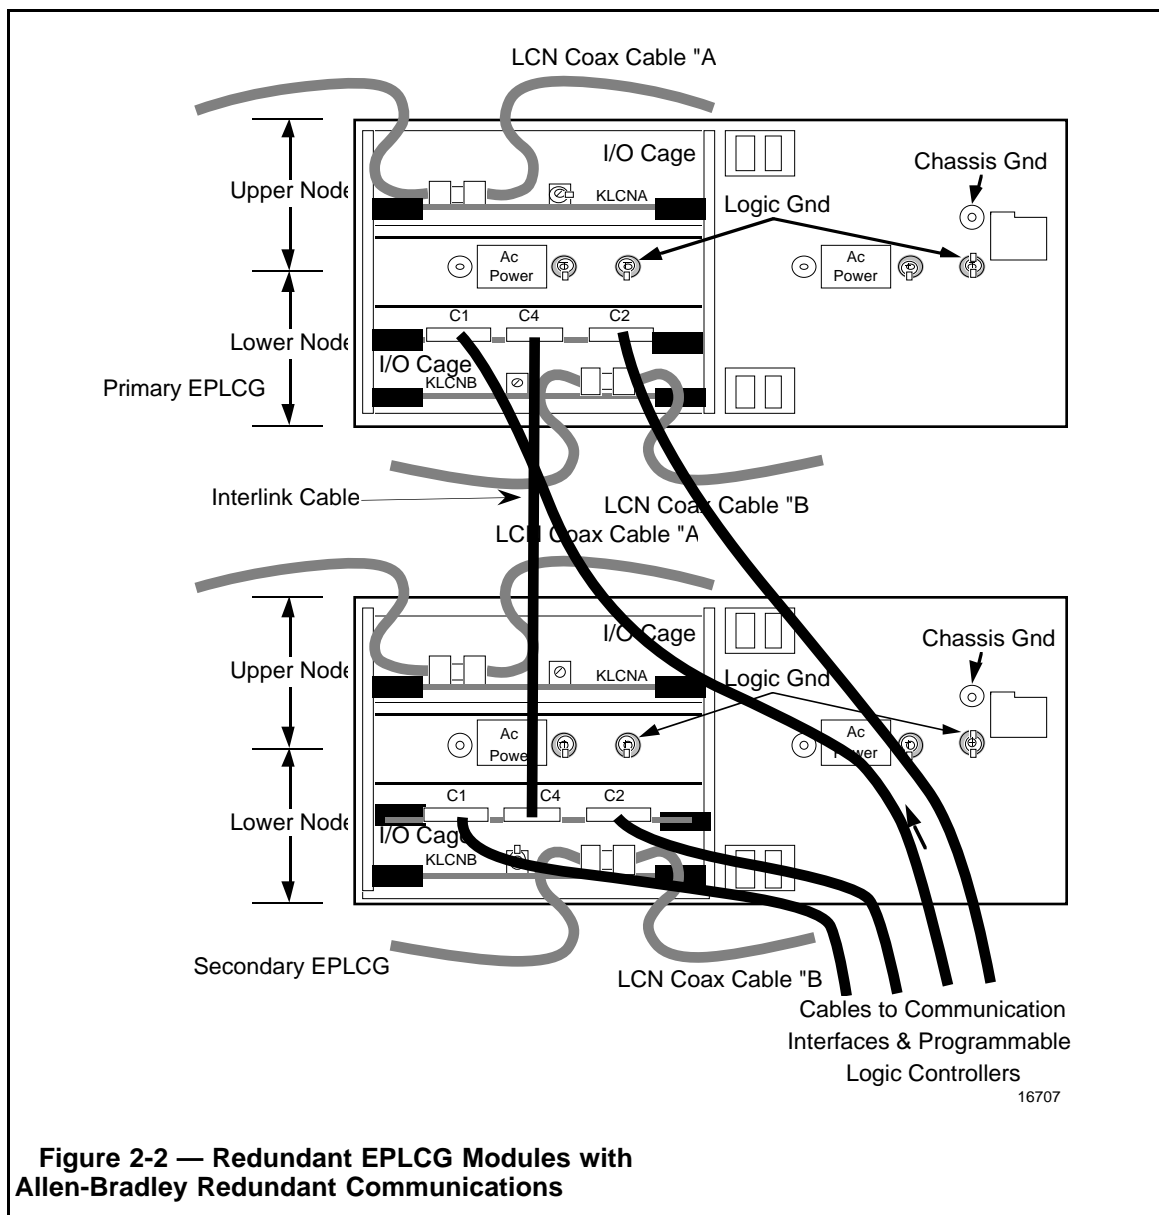 LCN Coax Cable "A
I/O Cage
Chassis Gnd
Upper Node
KLCNA
Logic Gnd
Ac
Power
Ac
Power
C1
C4
C2
Lower Node
I/O Cage
Primary EPLCG
KLCNB
Interlink Cable
LCN Coax Cable "B
LCN Coax Cable "A
I/O Cage
Chassis Gnd
Upper Node
KLCNA
Logic Gnd
Ac
Power
Ac
Power
C1
C4
C2
Lower Node
I/O Cage
KLCNB
Secondary EPLCG
LCN Coax Cable "B
Cables to Communication
Interfaces & Programmable
Logic Controllers
16707
Figure 2-2 — Redundant EPLCG Modules with
Allen-Bradley Redundant Communications